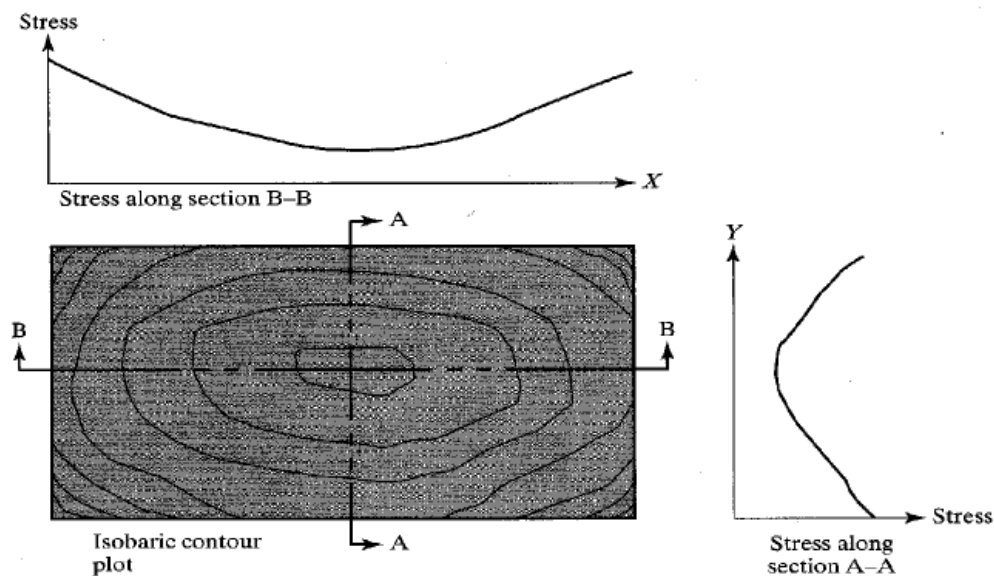 Stress
X
Stress along section B–B
A
Y
B
B
Stress
A
Isobaric contour
plot
Stress along
section A–A